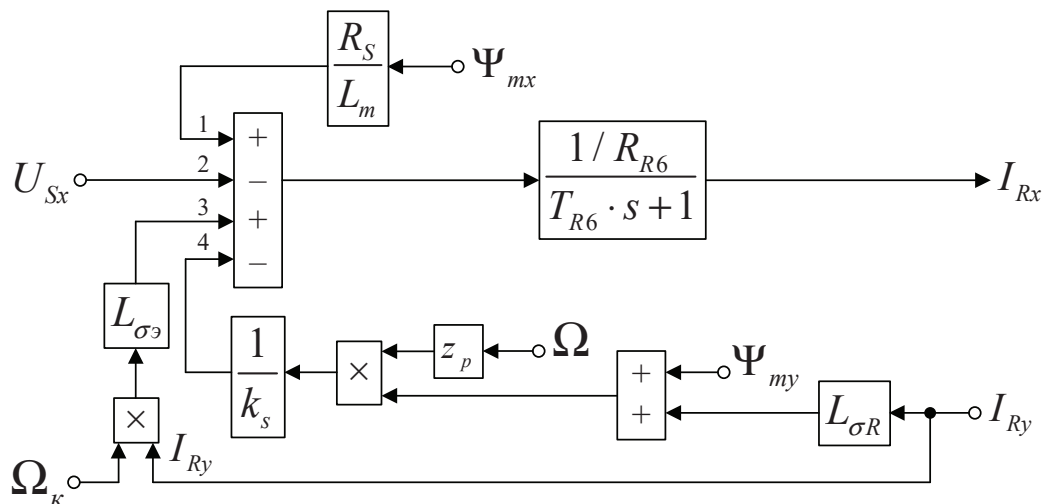 R_S
Ψ_mx
L_m
1
+
1 / R_R6
U_Sx
2
–
I_Rx
3
+
T_R6 · s + 1
4
–
L_σэ
1
z_p
Ω
×
+
Ψ_my
k_s
×
+
L_σR
I_Ry
I_Ry
Ω_к